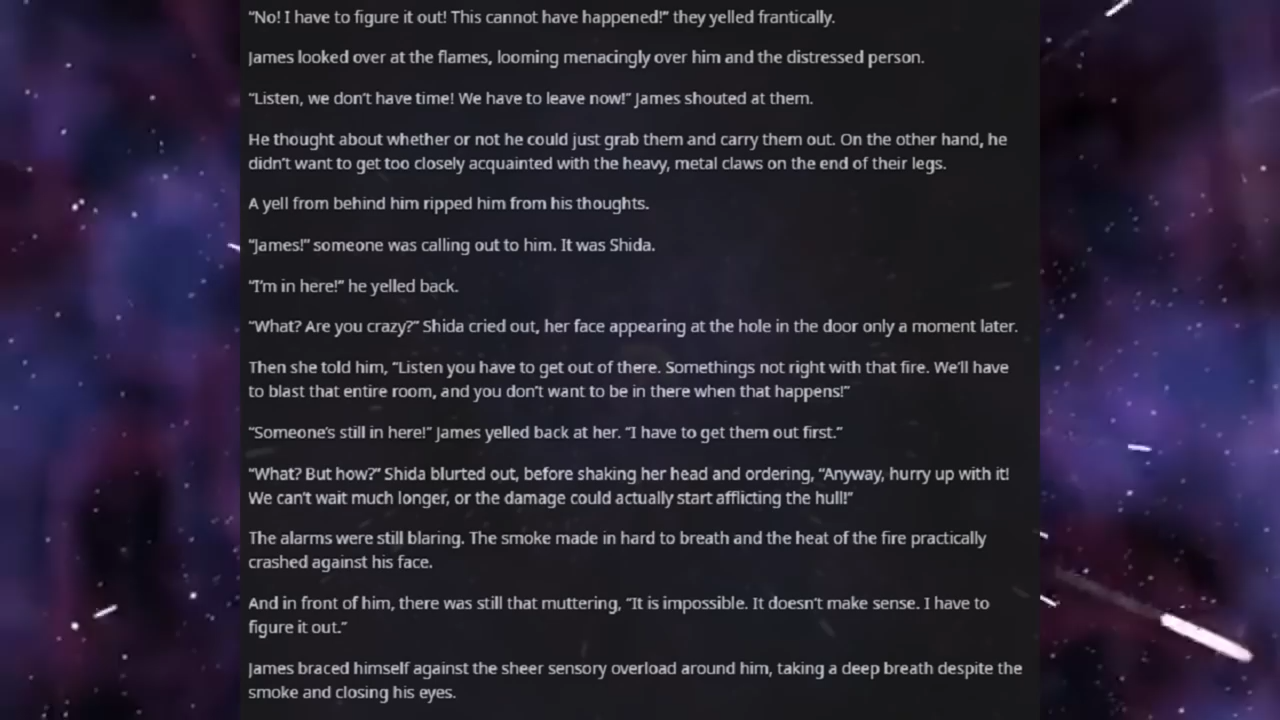 “No! I have to figure it out! This cannot have happened!” they yelled frantically.
James looked over at the flames, looming menacingly over him and the distressed person.
“Listen, we don’t have time! We have to leave now!” James shouted at them.
He thought about whether or not he could just grab them and carry them out. On the other hand, he
didn’t want to get too closely acquainted with the heavy, metal claws on the end of their legs.
A yell from behind him ripped him from his thoughts.
“James!” someone was calling out to him. It was Shida.
“I’m in here!” he yelled back.
“What? Are you crazy?” Shida cried out, her face appearing at the hole in the door only a moment later.
Then she told him, “Listen you have to get out of there. Somethings not right with that fire. We’ll have
to blast that entire room, and you don’t want to be in there when that happens!”
“Someone’s still in here!” James yelled back at her. “I have to get them out first.”
“What? But how?” Shida blurted out, before shaking her head and ordering, “Anyway, hurry up with it!
We can’t wait much longer, or the damage could actually start afflicting the hull!”
The alarms were still blaring. The smoke made in hard to breath and the heat of the fire practically
crashed against his face.
And in front of him, there was still that muttering, “It is impossible. It doesn’t make sense. I have to
figure it out.”
James braced himself against the sheer sensory overload around him, taking a deep breath despite the
smoke and closing his eyes.